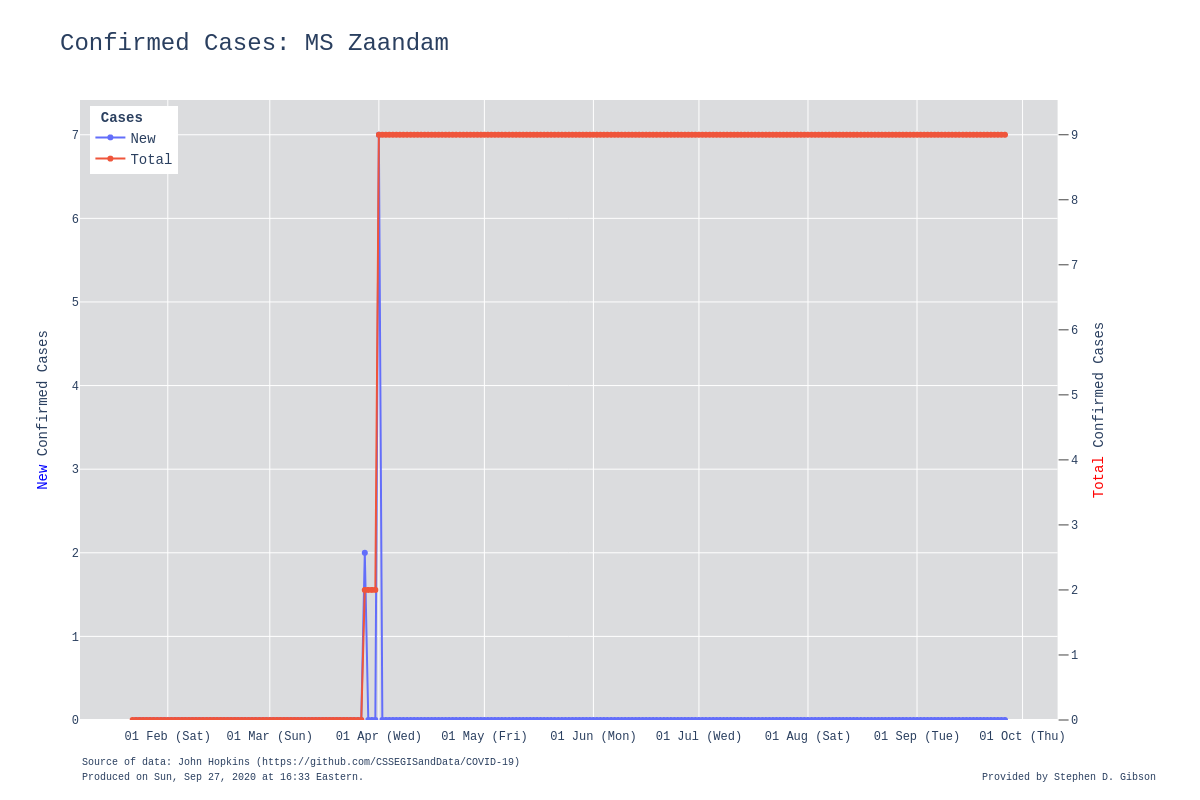 Confirmed Cases: MS Zaandam
Cases
New
Total
7
6
5
4
3
2
1
0
New Confirmed Cases
9
8
7
6
5
4
3
2
1
0
Total Confirmed Cases
01 Feb (Sat) 01 Mar (Sun) 01 Apr (Wed) 01 May (Fri) 01 Jun (Mon) 01 Jul (Wed) 01 Aug (Sat) 01 Sep (Tue) 01 Oct (Thu)
Source of data: John Hopkins (https://github.com/CSSEGISandData/COVID-19)
Produced on Sun, Sep 27, 2020 at 16:33 Eastern.
Provided by Stephen D. Gibson